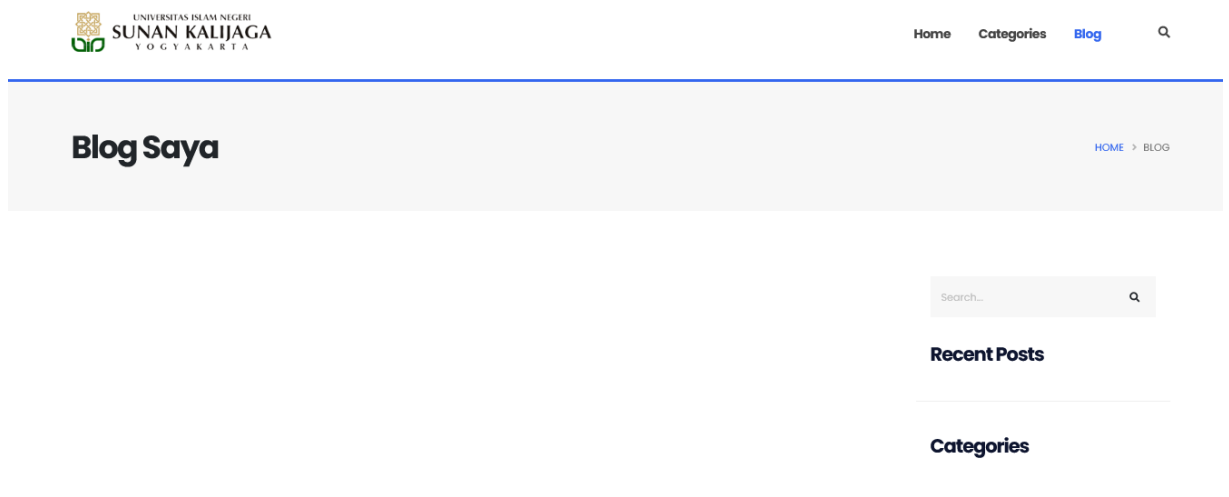 UNIVERSITAS ISLAM NEGERI
SUNAN KALIJAGA
YOGYAKARTA
Home Categories Blog
Blog Saya
HOME > BLOG
Search...
Recent Posts
Categories